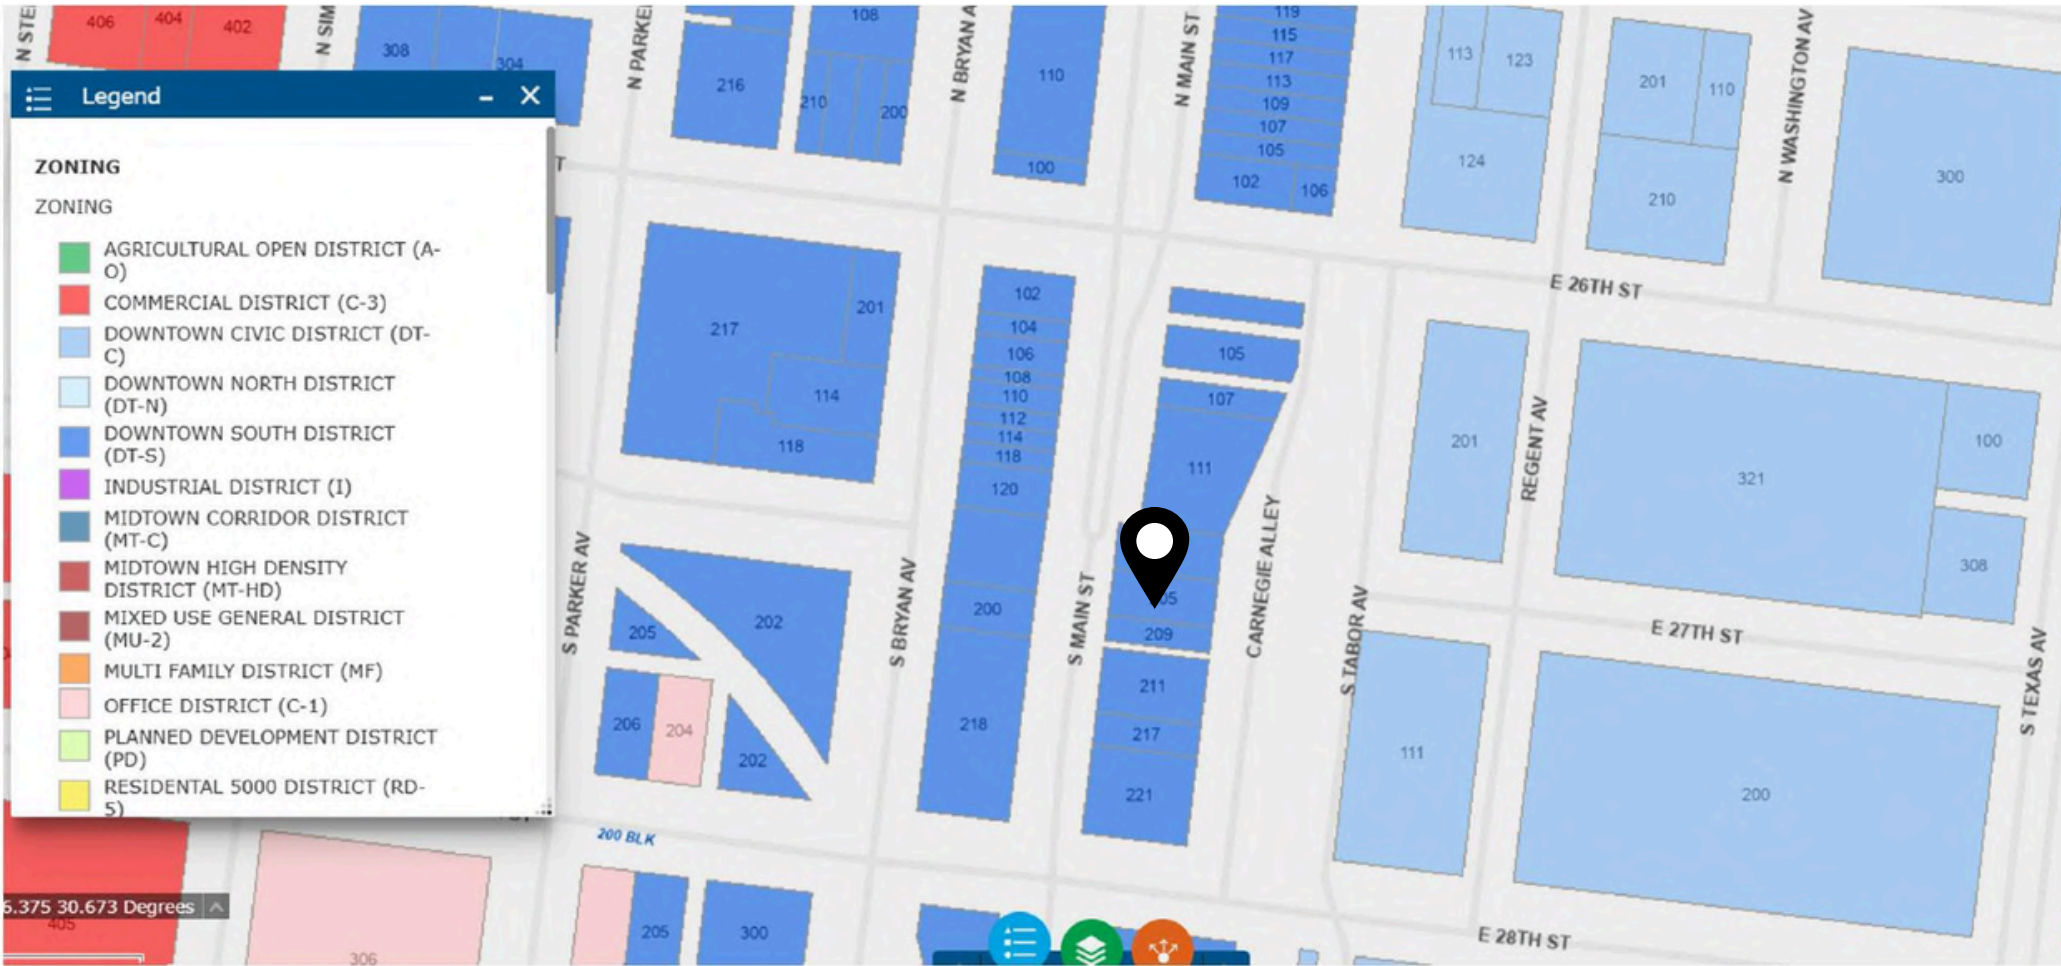 406
404
402
308
304
216
108
210
200
110
100
119
115
117
113
109
107
105
102
106
113
123
124
201
110
210
300
N MAIN ST
N WASHINGTON AV
Legend
ZONING
ZONING
AGRICULTURAL OPEN DISTRICT (A-
O)
COMMERCIAL DISTRICT (C-3)
DOWNTOWN CIVIC DISTRICT (DT-
C)
DOWNTOWN NORTH DISTRICT
(DT-N)
DOWNTOWN SOUTH DISTRICT
(DT-S)
INDUSTRIAL DISTRICT (I)
MIDTOWN CORRIDOR DISTRICT
(MT-C)
MIDTOWN HIGH DENSITY
DISTRICT (MT-HD)
MIXED USE GENERAL DISTRICT
(MU-2)
MULTI FAMILY DISTRICT (MF)
OFFICE DISTRICT (C-1)
PLANNED DEVELOPMENT DISTRICT
(PD)
RESIDENTAL 5000 DISTRICT (RD-
5)
N STE
N SIM
N PARKE
N BRYAN A
T
217
201
114
118
102
104
106
108
110
112
114
118
120
200
218
105
107
111
05
209
211
217
221
E 26TH ST
201
REGENT AV
321
100
308
E 27TH ST
S PARKER AV
S BRYAN AV
S MAIN ST
CARNEGIE ALLEY
S TABOR AV
S TEXAS AV
205
202
206
204
202
111
200
200 BLK
E 28TH ST
6.375 30.673 Degrees
405
306
205
300